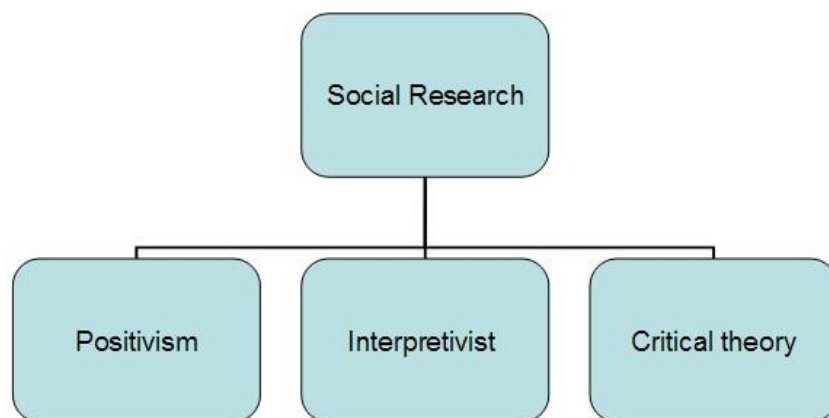 Social Research
Positivism
Interpretivist
Critical theory